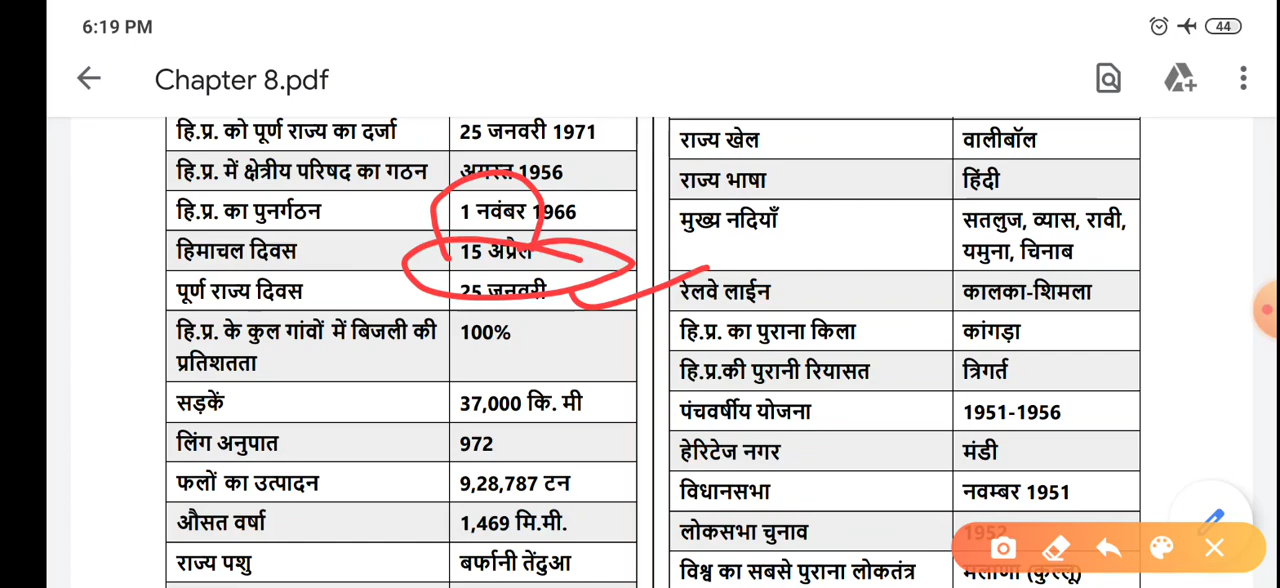 6:19 PM
44
Chapter 8.pdf
हि.प्र. को पूर्ण राज्य का दर्जा 25 जनवरी 1971
हि.प्र. में क्षेत्रीय परिषद का गठन अगस्त 1956
हि.प्र. का पुनर्गठन 1 नवंबर 1966
हिमाचल दिवस 15 अप्रेल
पूर्ण राज्य दिवस 25 जनवरी
हि.प्र. के कुल गांवों में बिजली की 100%
प्रतिशतता
सड़कें 37,000 कि. मी
लिंग अनुपात 972
फलों का उत्पादन 9,28,787 टन
औसत वर्षा 1,469 मि.मी.
राज्य पशु बर्फानी तेंदुआ
राज्य खेल वालीबॉल
राज्य भाषा हिंदी
मुख्य नदियाँ सतलुज, व्यास, रावी,
यमुना, चिनाब
रेलवे लाईन कालका-शिमला
हि.प्र. का पुराना किला कांगड़ा
हि.प्र.की पुरानी रियासत त्रिगर्त
पंचवर्षीय योजना 1951-1956
हेरिटेज नगर मंडी
विधानसभा नवम्बर 1951
लोकसभा चुनाव 1952
विश्व का सबसे पुराना लोकतंत्र मलाणा (कुल्लू)